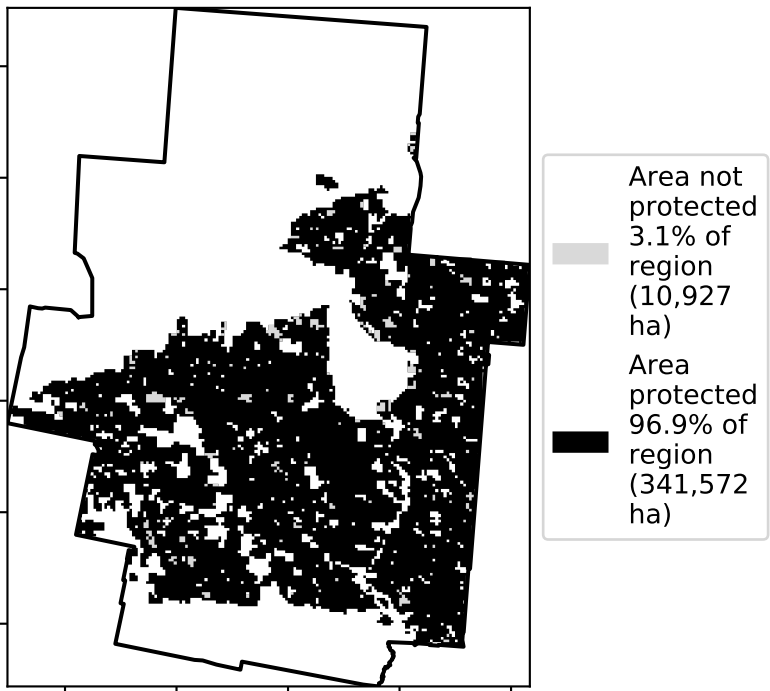 Area not
protected
3.1% of
region
(10,927
ha)
Area
protected
96.9% of
region
(341,572
ha)